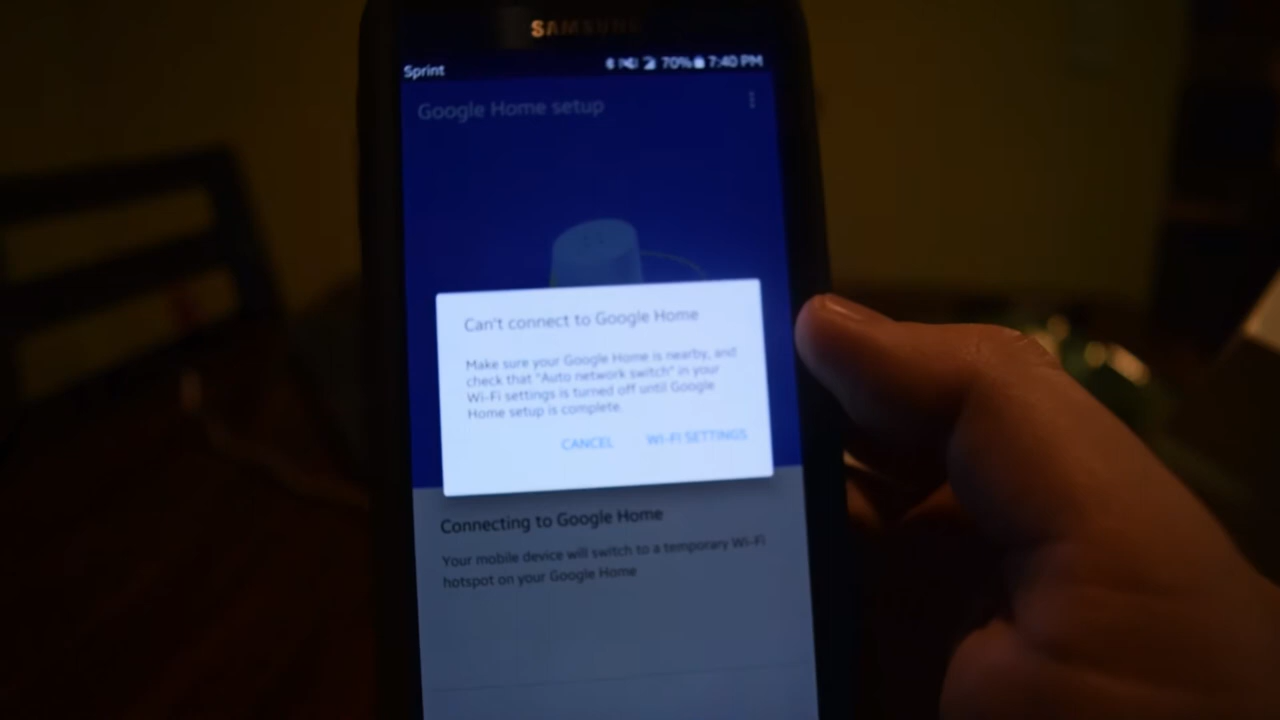 SAMSUNG
Sprint
70% 7:40 PM
Google Home setup
Can't connect to Google Home
Make sure your Google Home is nearby, and
check that "Auto network switch" in your
Wi-Fi settings is turned off until Google
Home setup is complete.
CANCEL WI-FI SETTINGS
Connecting to Google Home
Your mobile device will switch to a temporary Wi-Fi
hotspot on your Google Home